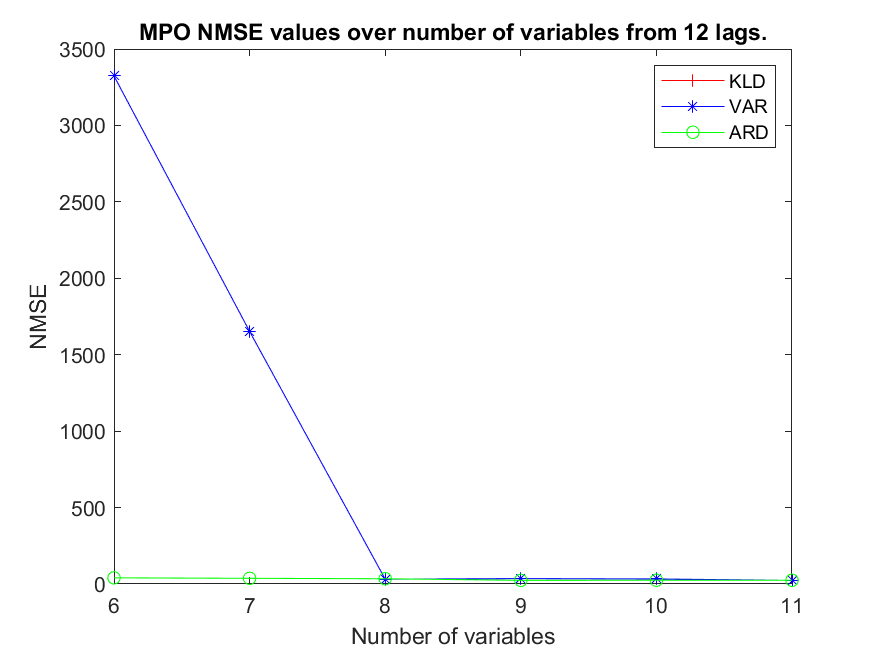 MPO NMSE values over number of variables from 12 lags.
3500
3000
2500
2000
1500
1000
500
0
NMSE
KLD
VAR
ARD
6 7 8 9 10 11
Number of variables